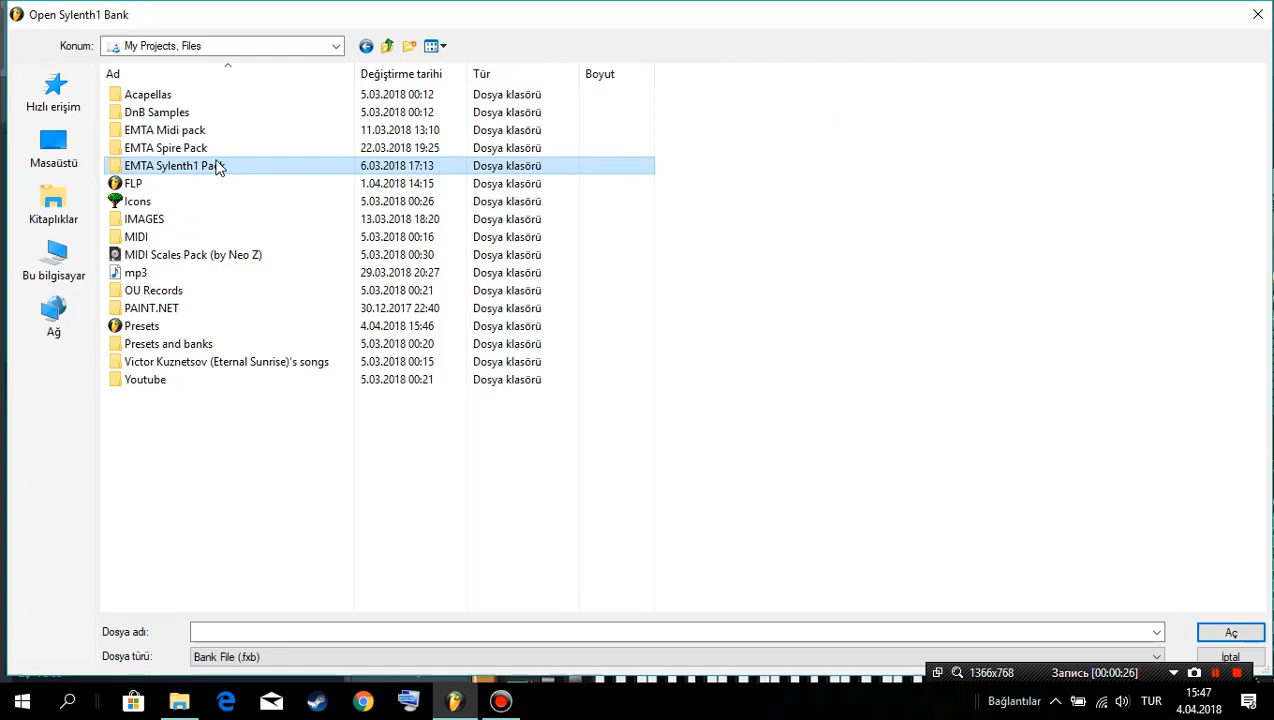 Open Sylenth1 Bank
Konum: My Projects, Files
Ad Değiştirme tarihi Tür Boyut
Acapellas 5.03.2018 00:12 Dosya klasörü
DnB Samples 5.03.2018 00:12 Dosya klasörü
EMTA Midi pack 11.03.2018 13:10 Dosya klasörü
EMTA Spire Pack 22.03.2018 19:25 Dosya klasörü
EMTA Sylenth1 Pack 6.03.2018 17:13 Dosya klasörü
FLP 1.04.2018 14:15 Dosya klasörü
Icons 5.03.2018 00:26 Dosya klasörü
IMAGES 13.03.2018 18:20 Dosya klasörü
MIDI 5.03.2018 00:16 Dosya klasörü
MIDI Scales Pack (by Neo Z) 5.03.2018 00:30 Dosya klasörü
mp3 29.03.2018 20:27 Dosya klasörü
OU Records 5.03.2018 00:21 Dosya klasörü
PAINT.NET 30.12.2017 22:40 Dosya klasörü
Presets 4.04.2018 15:46 Dosya klasörü
Presets and banks 5.03.2018 00:20 Dosya klasörü
Victor Kuznetsov (Eternal Sunrise)'s songs 5.03.2018 00:15 Dosya klasörü
Youtube 5.03.2018 00:21 Dosya klasörü
Hızlı erişim
Masaüstü
Kitaplıklar
Bu bilgisayar
Ağ
Dosya adı: Aç
Dosya türü: Bank File (.fxb) İptal
1366x768 Запись [00:00:26]
Bağlantılar TUR 15:47
4.04.2018